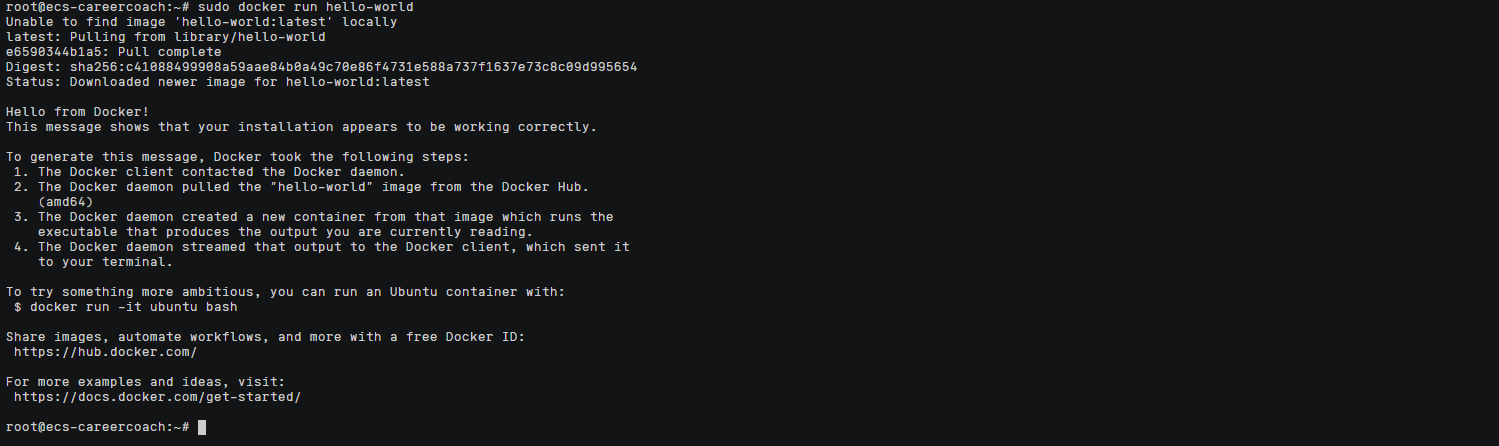 root@ecs-careercoach:~# sudo docker run hello-world
Unable to find image 'hello-world:latest' locally
latest: Pulling from library/hello-world
e6590344b1a5: Pull complete
Digest: sha256:c41088499908a59aae84b0a49c70e86f4731e588a737f1637e73c8c09d995654
Status: Downloaded newer image for hello-world:latest

Hello from Docker!
This message shows that your installation appears to be working correctly.

To generate this message, Docker took the following steps:
 1. The Docker client contacted the Docker daemon.
 2. The Docker daemon pulled the "hello-world" image from the Docker Hub.
    (amd64)
 3. The Docker daemon created a new container from that image which runs the
    executable that produces the output you are currently reading.
 4. The Docker daemon streamed that output to the Docker client, which sent it
    to your terminal.

To try something more ambitious, you can run an Ubuntu container with:
 $ docker run -it ubuntu bash

Share images, automate workflows, and more with a free Docker ID:
 https://hub.docker.com/

For more examples and ideas, visit:
 https://docs.docker.com/get-started/

root@ecs-careercoach:~#